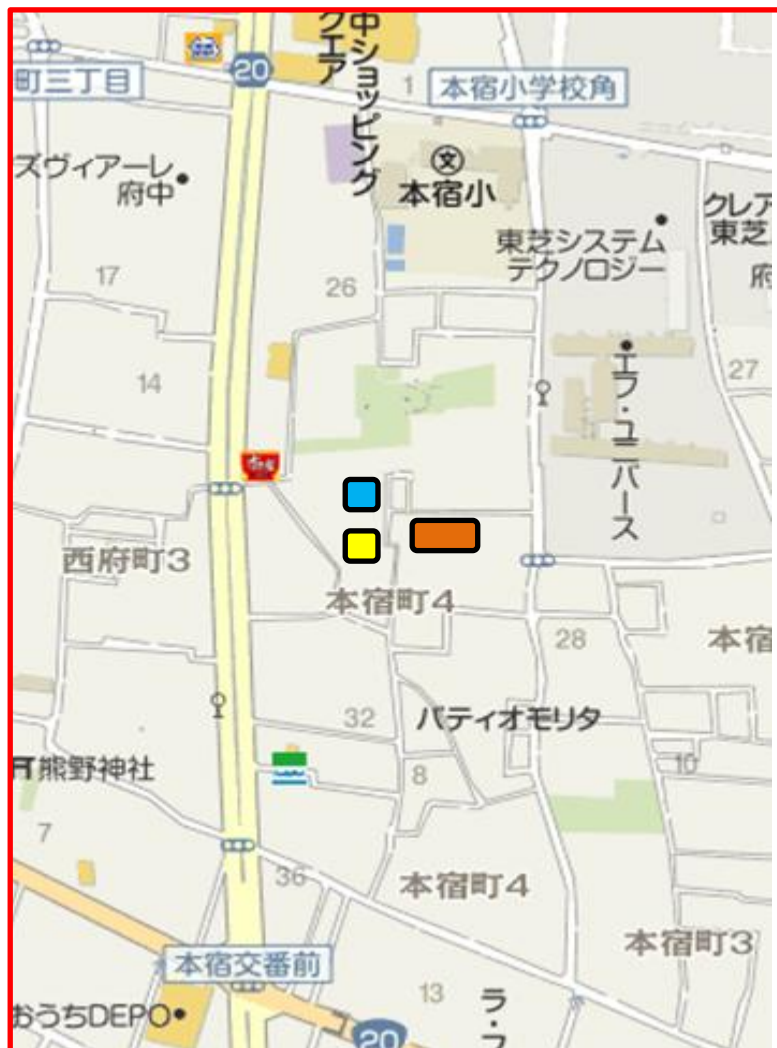 町三丁目
20
中ショッピング
クエア
1
本宿小学校角
ズヴィアーレ
府中
文
本宿小
クレア
東芝
府
東芝システム
テクノロジー
17
26
14
エフ・ユニバース
27
西府町3
本宿町4
28
本宿
32
パティオモリタ
熊野神社
8
10
7
36
本宿町4
本宿町3
本宿交番前
13
おうちDEPO
ラ・フ
20